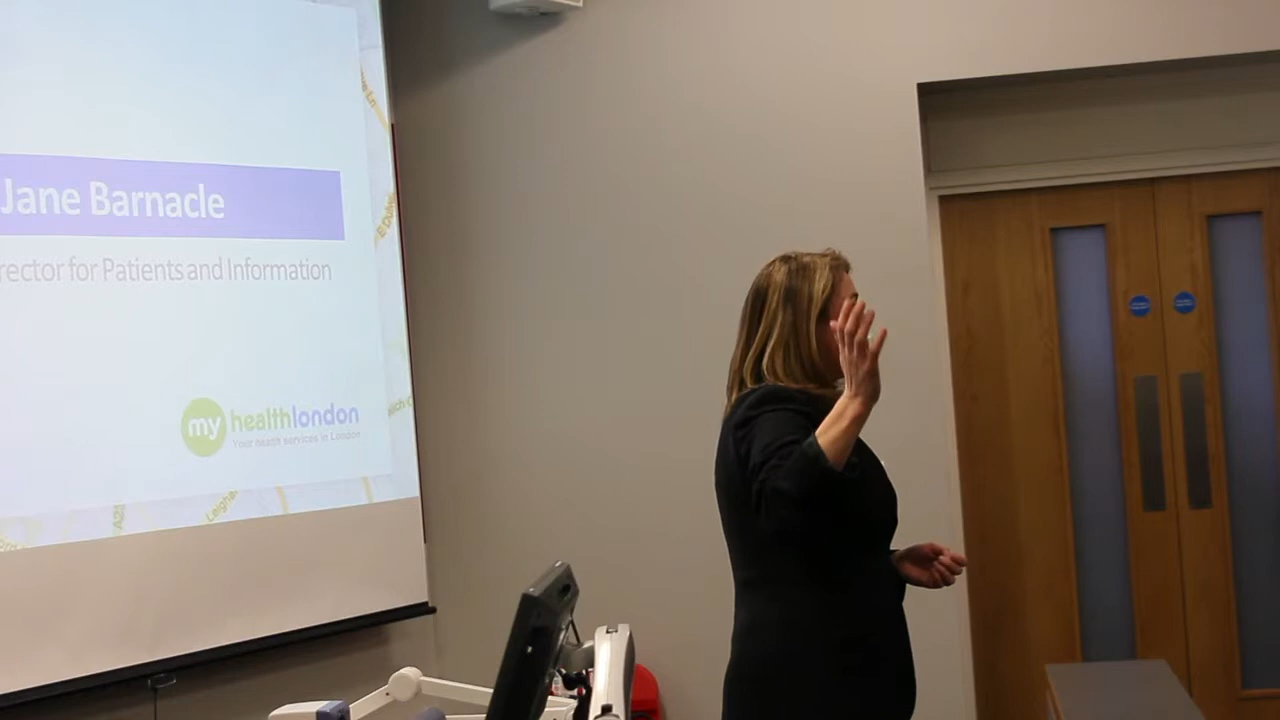 Jane Barnacle
rector for Patients and Information
my healthlondon
Your health services in London